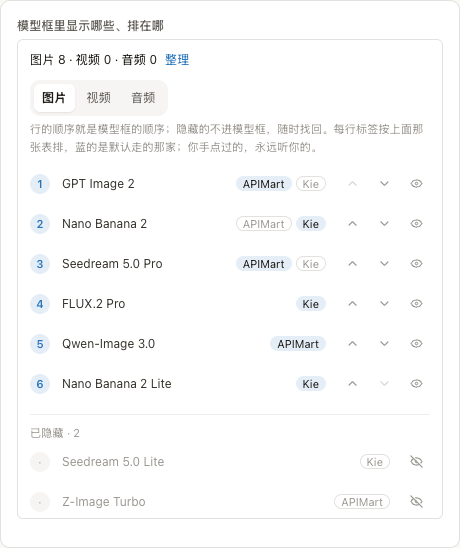 模型框里显示哪些、排在哪
图片 8 · 视频 0 · 音频 0 整理
图片 视频 音频
行的顺序就是模型框的顺序；隐藏的不进模型框，随时找回。每行标签按上面那
张表排，蓝的是默认走的那家；你手点过的，永远听你的。
1 GPT Image 2 APIMart Kie
2 Nano Banana 2 APIMart Kie
3 Seedream 5.0 Pro APIMart Kie
4 FLUX.2 Pro Kie
5 Qwen-Image 3.0 APIMart
6 Nano Banana 2 Lite Kie
已隐藏 · 2
· Seedream 5.0 Lite Kie
· Z-Image Turbo APIMart